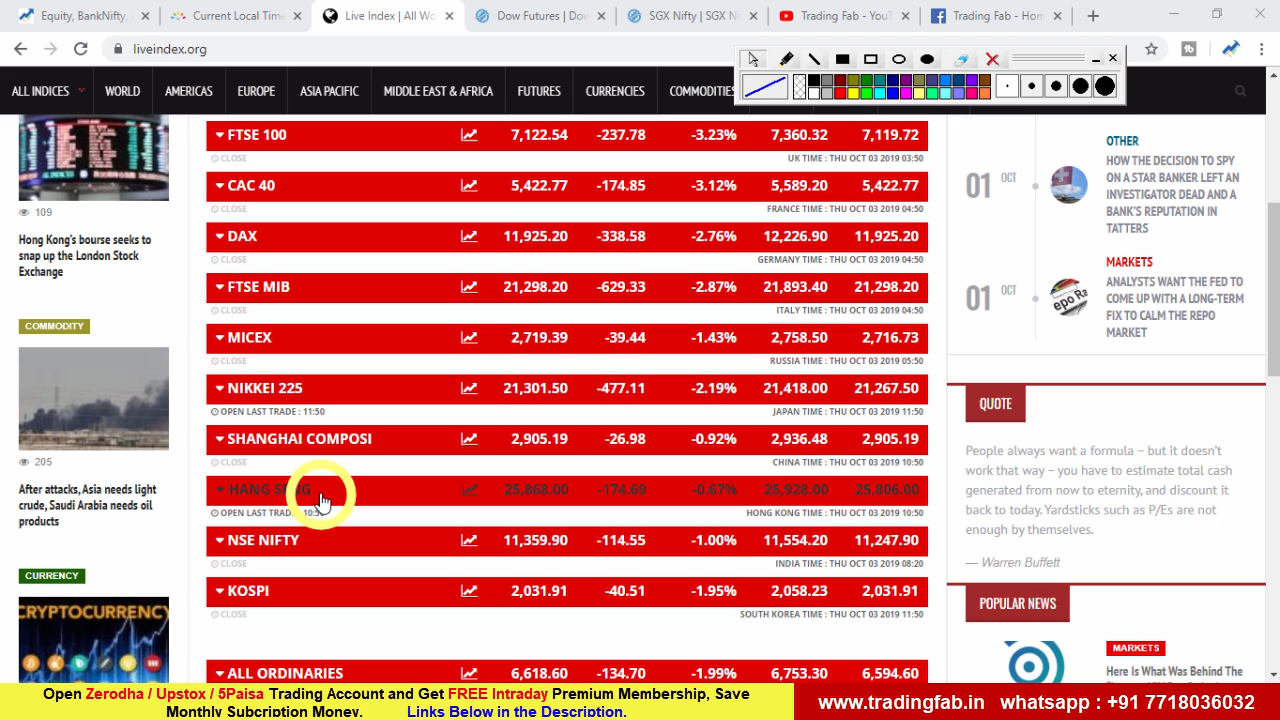 Equity, BankNifty,
Current Local Time
Live Index | All Wo
Dow Futures | Dow
SGX Nifty | SGX N
Trading Fab - YouT
Trading Fab - Hom
liveindex.org
ALL INDICES
WORLD
AMERICAS
EUROPE
ASIA PACIFIC
MIDDLE EAST & AFRICA
FUTURES
CURRENCIES
COMMODITIES
109
Hong Kong's bourse seeks to
snap up the London Stock
Exchange
COMMODITY
205
After attacks, Asia needs light
crude, Saudi Arabia needs oil
products
CURRENCY
CRYPTOCURRENCY
FTSE 100 7,122.54 -237.78 -3.23% 7,360.32 7,119.72
CLOSE UK TIME : THU OCT 03 2019 03:50
CAC 40 5,422.77 -174.85 -3.12% 5,589.20 5,422.77
CLOSE FRANCE TIME : THU OCT 03 2019 04:50
DAX 11,925.20 -338.58 -2.76% 12,226.90 11,925.20
CLOSE GERMANY TIME : THU OCT 03 2019 04:50
FTSE MIB 21,298.20 -629.33 -2.87% 21,893.40 21,298.20
CLOSE ITALY TIME : THU OCT 03 2019 04:50
MICEX 2,719.39 -39.44 -1.43% 2,758.50 2,716.73
CLOSE RUSSIA TIME : THU OCT 03 2019 05:50
NIKKEI 225 21,301.50 -477.11 -2.19% 21,418.00 21,267.50
OPEN LAST TRADE : 11:50 JAPAN TIME : THU OCT 03 2019 11:50
SHANGHAI COMPOSI 2,905.19 -26.98 -0.92% 2,936.48 2,905.19
CLOSE CHINA TIME : THU OCT 03 2019 10:50
HANG SENG 25,868.00 -174.69 -0.67% 25,928.00 25,806.00
OPEN LAST TRADE : 10:50 HONG KONG TIME : THU OCT 03 2019 10:50
NSE NIFTY 11,359.90 -114.55 -1.00% 11,554.20 11,247.90
CLOSE INDIA TIME : THU OCT 03 2019 08:20
KOSPI 2,031.91 -40.51 -1.95% 2,058.23 2,031.91
CLOSE SOUTH KOREA TIME : THU OCT 03 2019 11:50
ALL ORDINARIES 6,618.60 -134.70 -1.99% 6,753.30 6,594.60
01 OCT
OTHER
HOW THE DECISION TO SPY
ON A STAR BANKER LEFT AN
INVESTIGATOR DEAD AND A
BANK'S REPUTATION IN
TATTERS
01 OCT
MARKETS
ANALYSTS WANT THE FED TO
COME UP WITH A LONG-TERM
FIX TO CALM THE REPO
MARKET
QUOTE
People always want a formula – but it doesn't
work that way – you have to estimate total cash
generated from now to eternity, and discount it
back to today. Yardsticks such as P/Es are not
enough by themselves.
— Warren Buffett
POPULAR NEWS
MARKETS
Here Is What Was Behind The
Open Zerodha / Upstox / 5Paisa Trading Account and Get FREE Intraday Premium Membership, Save
Monthly Subcription Money. Links Below in the Description.
www.tradingfab.in whatsapp : +91 7718036032